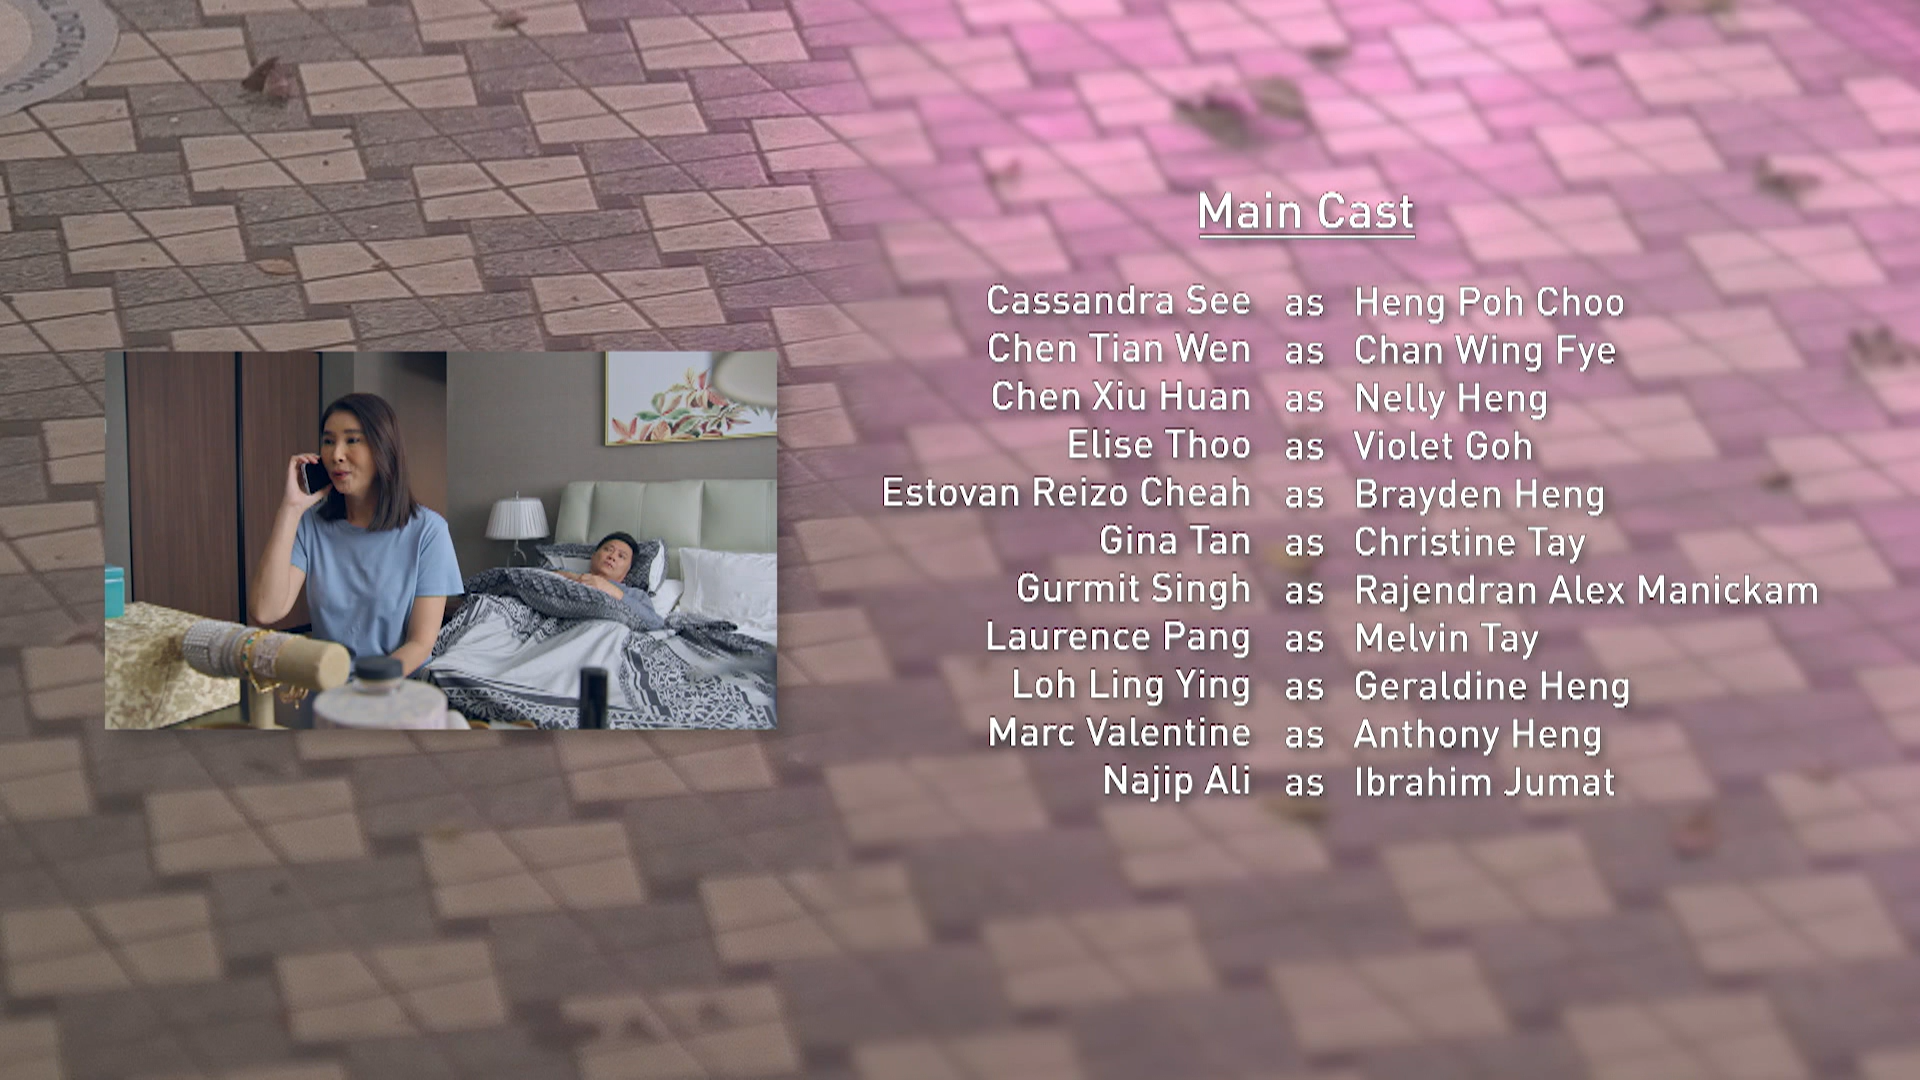 DISTANCING
Main Cast
Cassandra See as Heng Poh Choo
Chen Tian Wen as Chan Wing Fye
Chen Xiu Huan as Nelly Heng
Elise Thoo as Violet Goh
Estovan Reizo Cheah as Brayden Heng
Gina Tan as Christine Tay
Gurmit Singh as Rajendran Alex Manickam
Laurence Pang as Melvin Tay
Loh Ling Ying as Geraldine Heng
Marc Valentine as Anthony Heng
Najip Ali as Ibrahim Jumat